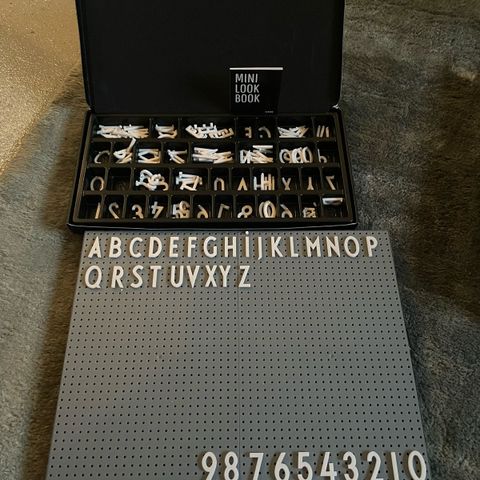 MINI
LOOK
BOOK
ABCDEFGHIJKLMNOP
QRSTUVXYZ
9876543210